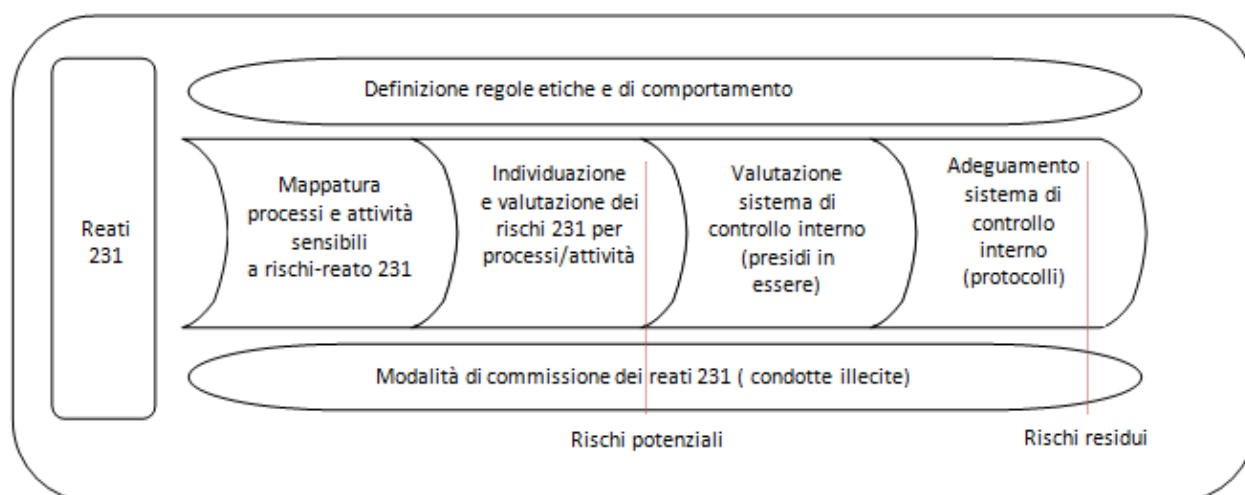 Definizione regole etiche e di comportamento
Reati
231
Mappatura
processi e attività
sensibili
a rischi-reato 231
Individuazione
e valutazione dei
rischi 231 per
processi/attività
Valutazione
sistema di
controllo interno
(presidi in
essere)
Adeguamento
sistema di
controllo
interno
(protocolli)
Modalità di commissione dei reati 231 ( condotte illecite)
Rischi potenziali
Rischi residui